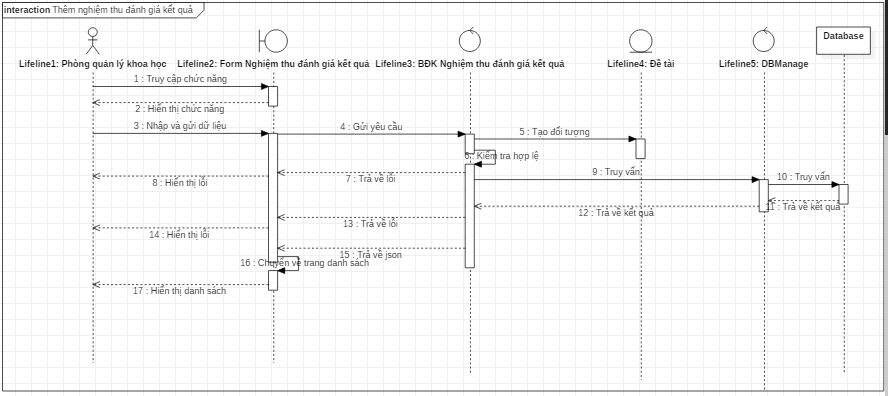 interaction Thêm nghiệm thu đánh giá kết quả
Database
Lifeline1: Phòng quản lý khoa học
Lifeline2: Form Nghiệm thu đánh giá kết quả
Lifeline3: BĐK Nghiệm thu đánh giá kết quả
Lifeline4: Đề tài
Lifeline5: DBManage
1 : Truy cập chức năng
2 : Hiển thị chức năng
3 : Nhập và gửi dữ liệu
4 : Gửi yêu cầu
5 : Tạo đối tượng
6 : Kiểm tra hợp lệ
7 : Trả về lỗi
8 : Hiển thị lỗi
9 : Truy vấn
10 : Truy vấn
11 : Trả về kết quả
12 : Trả về kết quả
13 : Trả về lỗi
14 : Hiển thị lỗi
15 : Trả về json
16 : Chuyển về trang danh sách
17 : Hiển thị danh sách